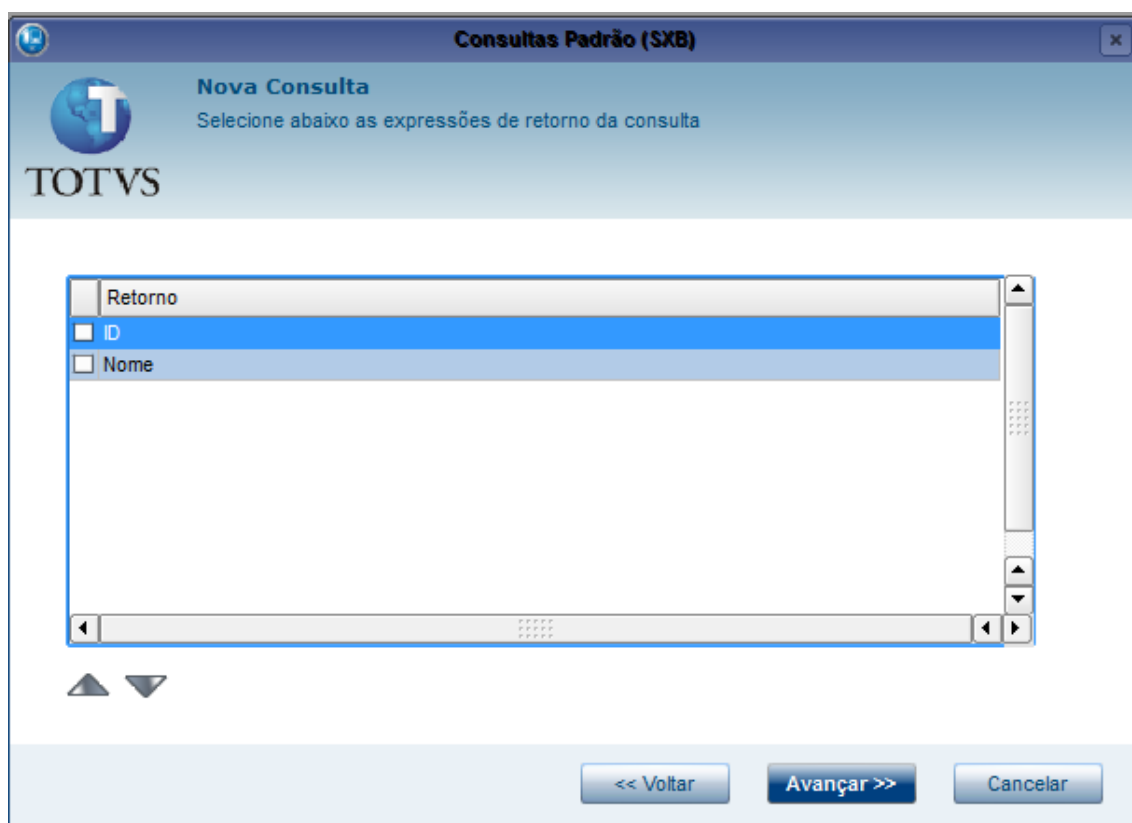 Consultas Padrão (SXB)
Nova Consulta
Selecione abaixo as expressões de retorno da consulta
TOTVS
Retorno
ID
Nome
<< Voltar
Avançar >>
Cancelar